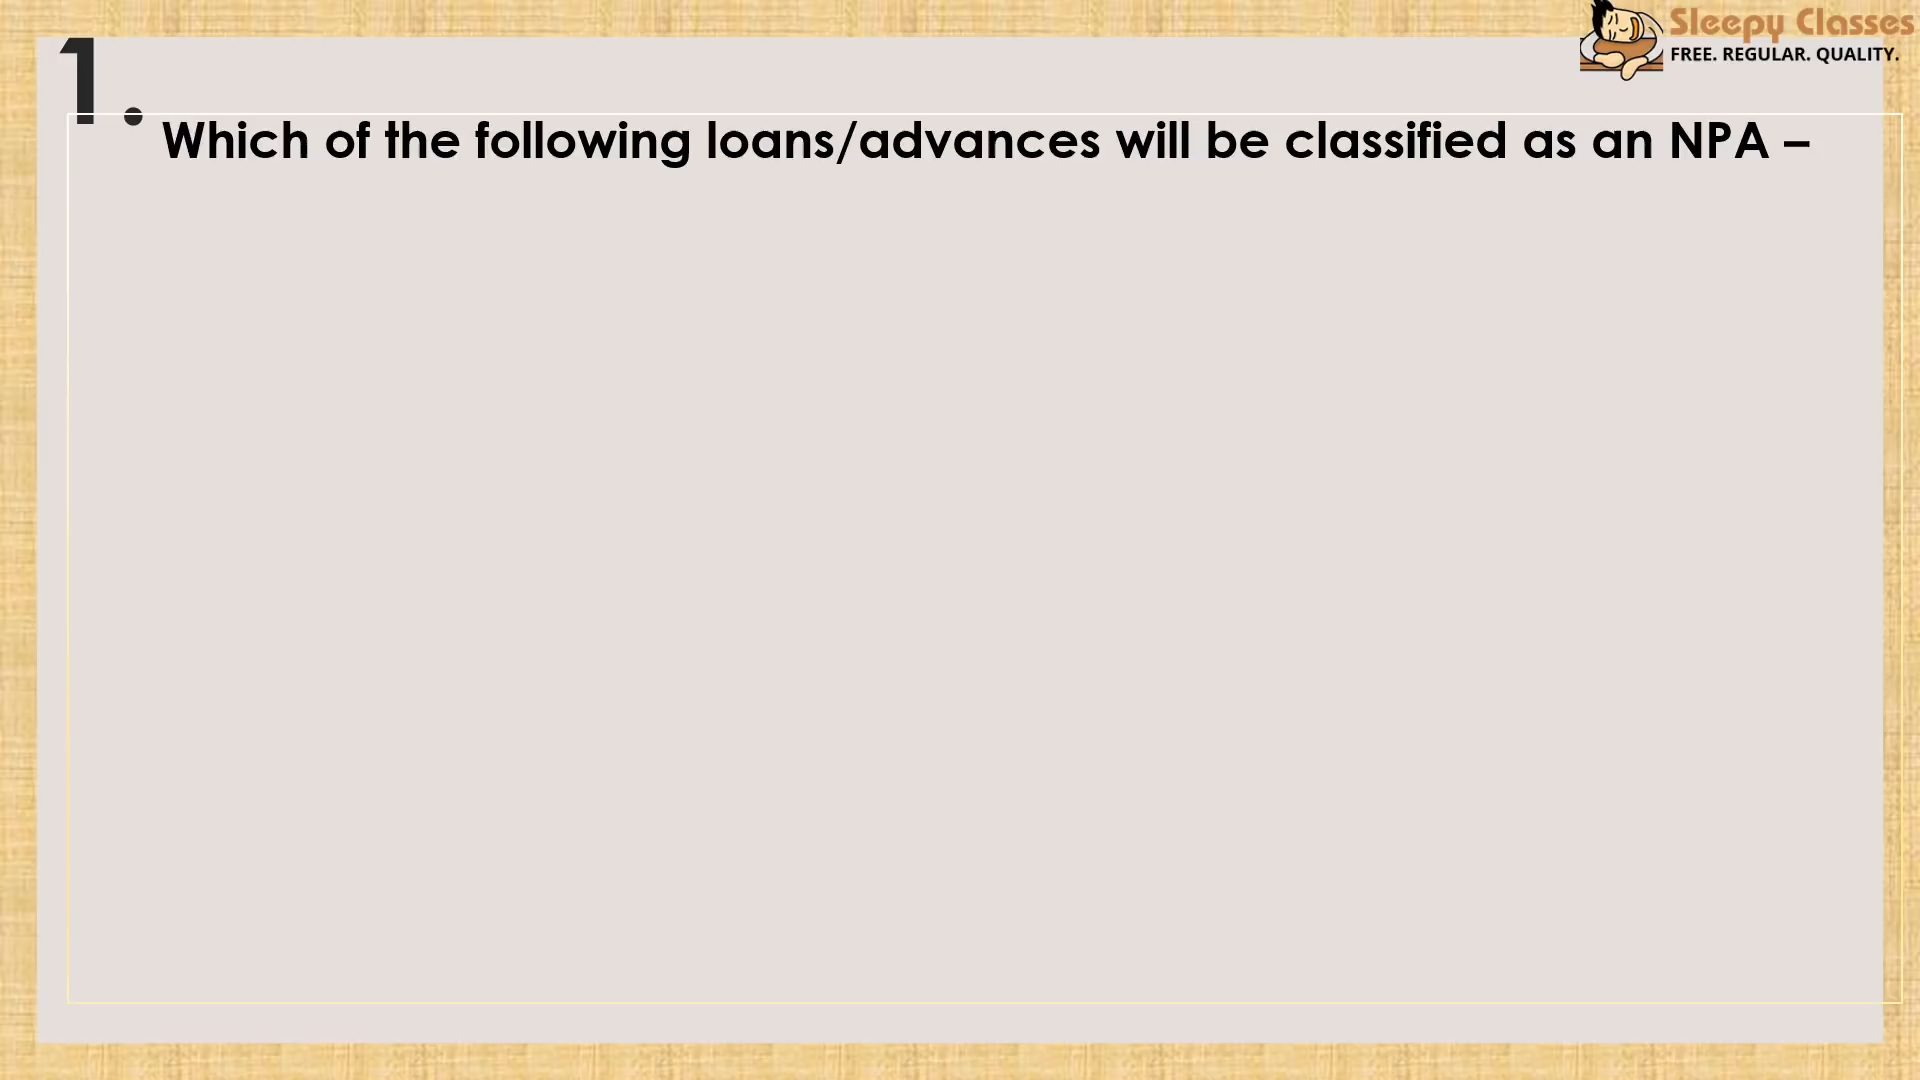 Sleepy Classes
FREE. REGULAR. QUALITY.
1.
Which of the following loans/advances will be classified as an NPA –